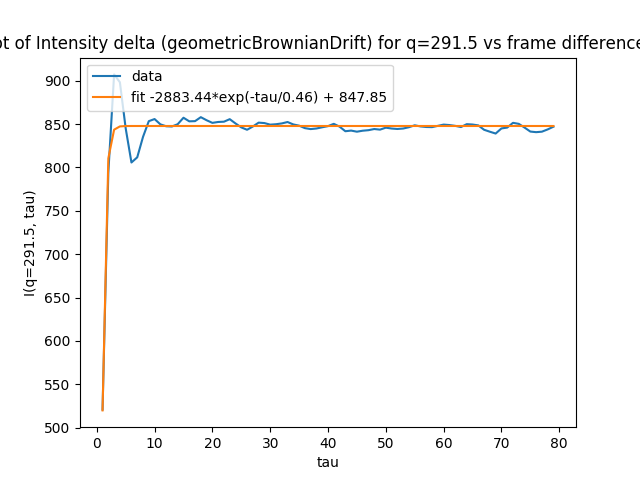 ot of Intensity delta (geometricBrownianDrift) for q=291.5 vs frame difference
data
fit -2883.44*exp(-tau/0.46) + 847.85
I(q=291.5, tau)
900
850
800
750
700
650
600
550
500
0 10 20 30 40 50 60 70 80
tau